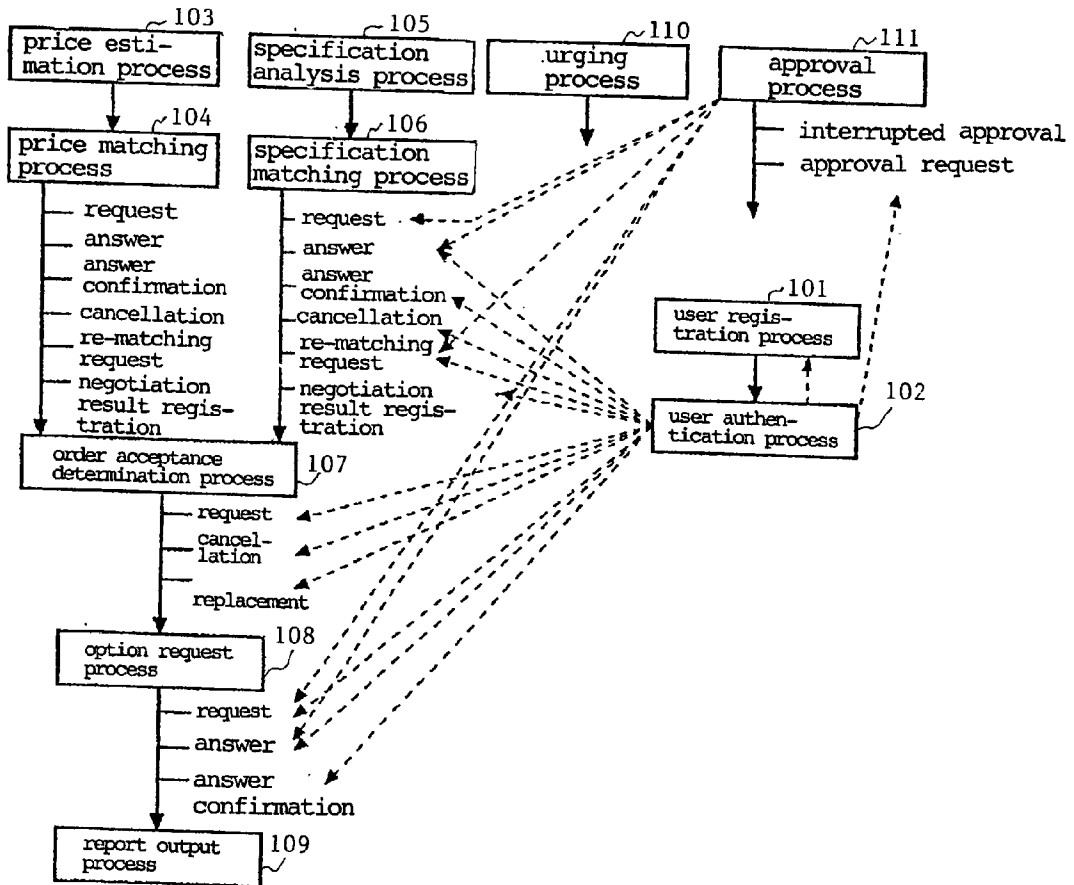 103
price esti-
mation process
105
specification
analysis process
110
urging
process
111
approval
process
104
price matching
process
106
specification
matching process
interrupted approval
approval request
request
answer
answer
confirmation
cancellation
re-matching
request
negotiation
result regis-
tration
request
answer
answer
confirmation
cancellation
re-matching
request
negotiation
result regis-
tration
101
user regis-
tration process
102
user authen-
tication process
order acceptance
determination process
107
request
cancel-
lation
replacement
option request
process
108
request
answer
answer
confirmation
report output
process
109